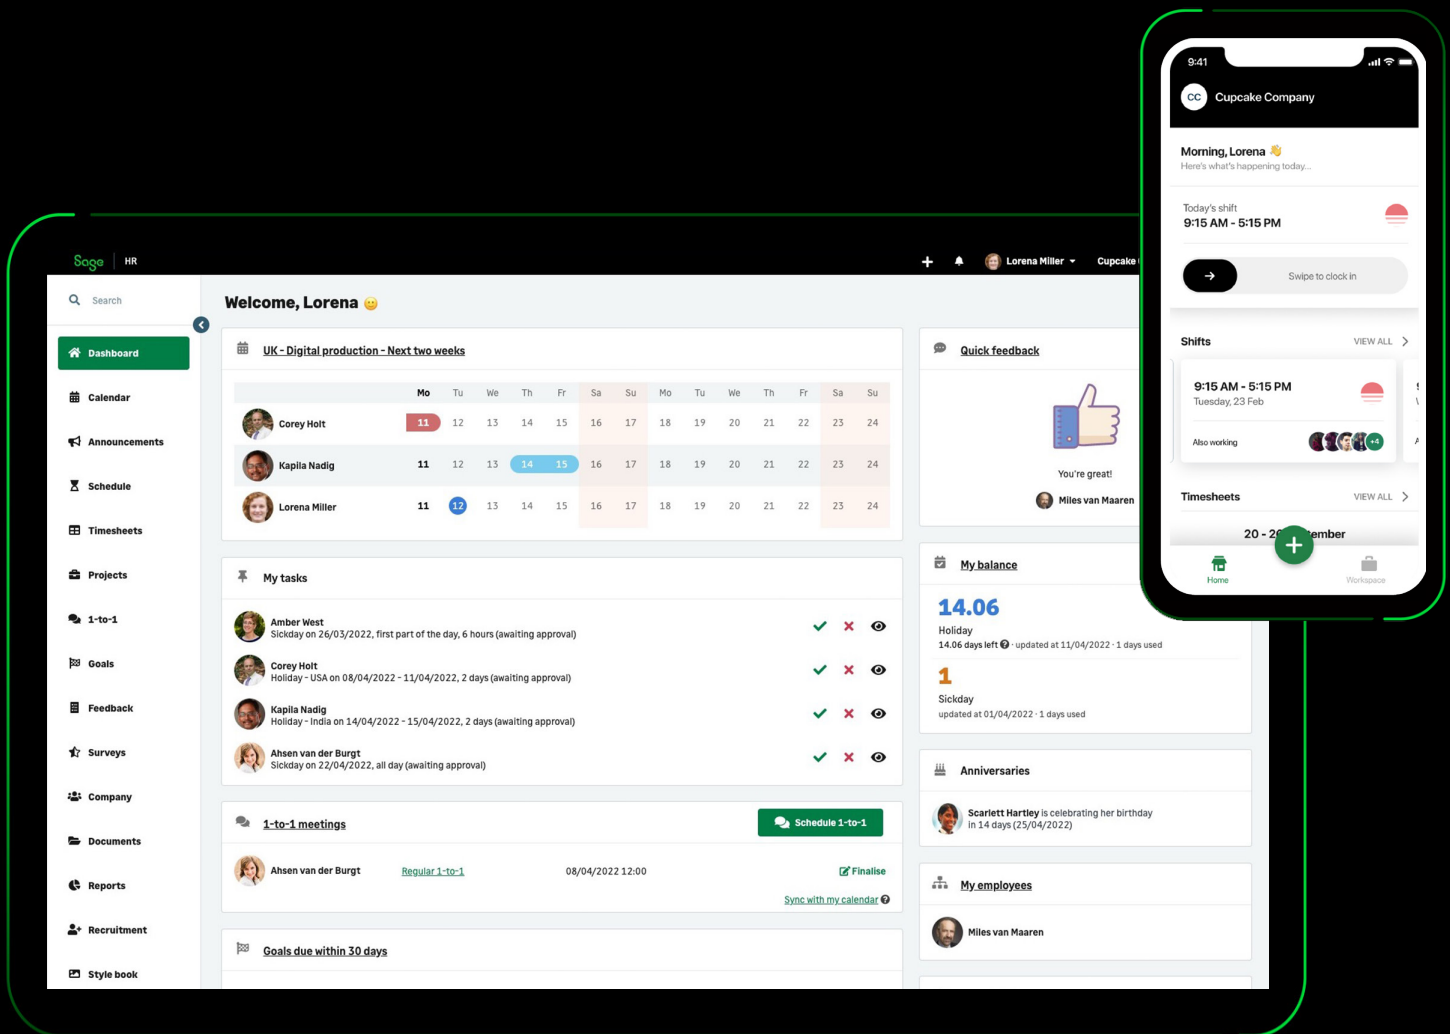 9:41
CC Cupcake Company
Morning, Lorena
Here's what's happening today...
Today's shift
9:15 AM - 5:15 PM
Swipe to clock in
Shifts VIEW ALL
9:15 AM - 5:15 PM
Tuesday, 23 Feb
Also working +4
Timesheets VIEW ALL
20 - 2
ember
Home Workspace
Sage HR
Lorena Miller Cupcake
Search
Dashboard
Calendar
Announcements
Schedule
Timesheets
Projects
1-to-1
Goals
Feedback
Surveys
Company
Documents
Reports
Recruitment
Style book
Welcome, Lorena
UK - Digital production - Next two weeks
Mo Tu We Th Fr Sa Su Mo Tu We Th Fr Sa Su
Corey Holt 11 12 13 14 15 16 17 18 19 20 21 22 23 24
Kapila Nadig 11 12 13 14 15 16 17 18 19 20 21 22 23 24
Lorena Miller 11 12 13 14 15 16 17 18 19 20 21 22 23 24
My tasks
Amber West
Sickday on 26/03/2022, first part of the day, 6 hours (awaiting approval)
Corey Holt
Holiday - USA on 08/04/2022 - 11/04/2022, 2 days (awaiting approval)
Kapila Nadig
Holiday - India on 14/04/2022 - 15/04/2022, 2 days (awaiting approval)
Ahsen van der Burgt
Sickday on 22/04/2022, all day (awaiting approval)
1-to-1 meetings Schedule 1-to-1
Ahsen van der Burgt Regular 1-to-1 08/04/2022 12:00 Finalise
Sync with my calendar
Goals due within 30 days
Quick feedback
You're great!
Miles van Maaren
My balance
14.06
Holiday
14.06 days left · updated at 11/04/2022 · 1 days used
1
Sickday
updated at 01/04/2022 · 1 days used
Anniversaries
Scarlett Hartley is celebrating her birthday
in 14 days (25/04/2022)
My employees
Miles van Maaren